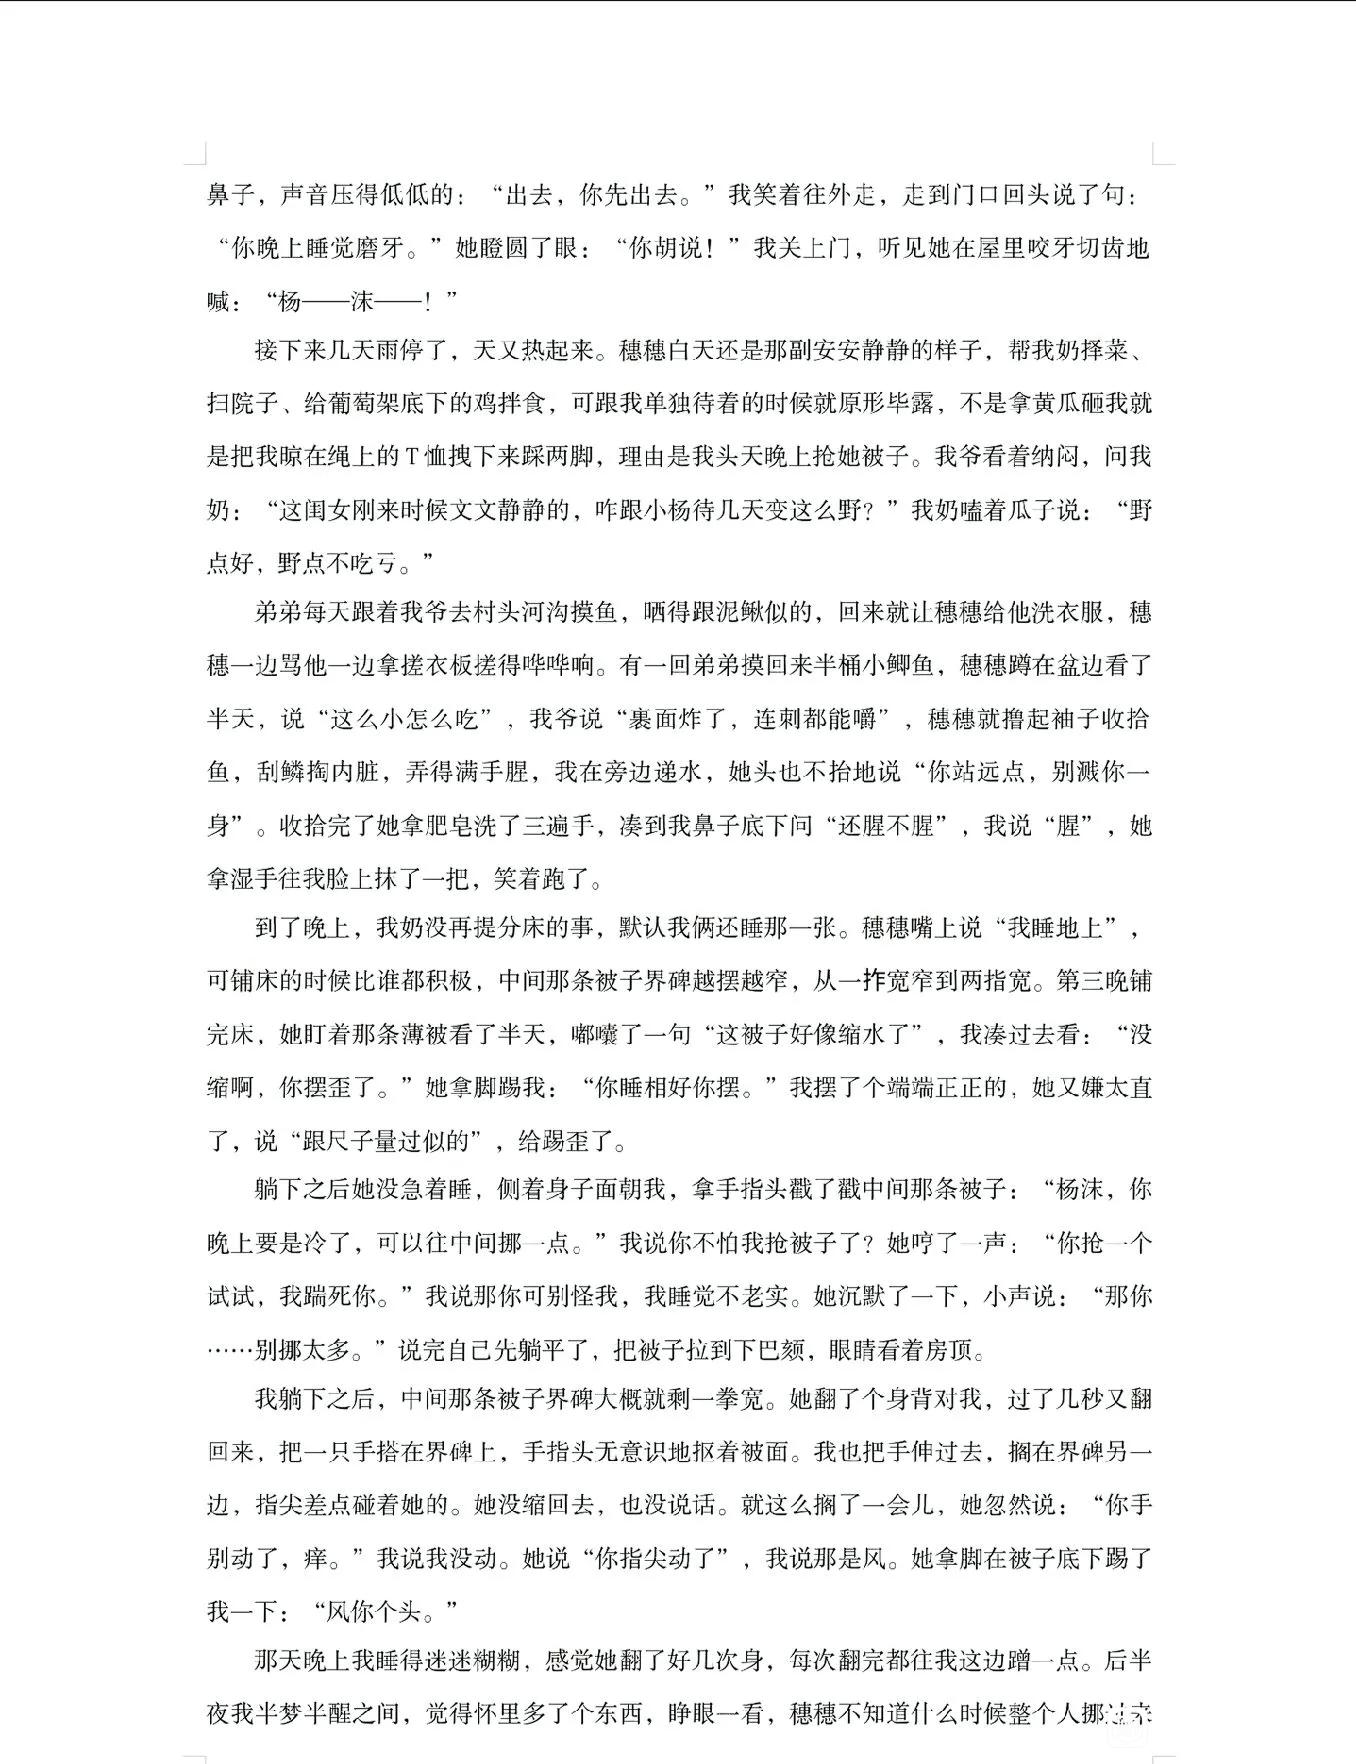 鼻子，声音压得低低的：“出去，你先出去。”我笑着往外走，走到门口回头说了句：
“你晚上睡觉磨牙。”她瞪圆了眼：“你胡说！”我关上门，听见她在屋里咬牙切齿地
喊：“杨——沫——！”
接下来几天雨停了，天又热起来。穗穗白天还是那副安安静静的样子，帮我奶择菜、
扫院子、给葡萄架底下的鸡拌食，可跟我单独待着的时候就原形毕露，不是拿黄瓜砸我就
是把我晾在绳上的T恤拽下来踩两脚，理由是我头天晚上抢她被子。我爷看着纳闷，问我
奶：“这闺女刚来时候文文静静的，咋跟小杨待几天变这么野？”我奶嗑着瓜子说：“野
点好，野点不吃亏。”
弟弟每天跟着我爷去村头河沟摸鱼，晒得跟泥鳅似的，回来就让穗穗给他洗衣服，穗
穗一边骂他一边拿搓衣板搓得哗哗响。有一回弟弟摸回来半桶小鲫鱼，穗穗蹲在盆边看了
半天，说“这么小怎么吃”，我爷说“裹面炸了，连刺都能嚼”，穗穗就撸起袖子收拾
鱼，刮鳞掏内脏，弄得满手腥，我在旁边递水，她头也不抬地说“你站远点，别溅你一
身”。收拾完了她拿肥皂洗了三遍手，凑到我鼻子底下问“还腥不腥”，我说“腥”，她
拿湿手往我脸上抹了一把，笑着跑了。
到了晚上，我奶没再提分床的事，默认我俩还睡那一张。穗穗嘴上说“我睡地上”，
可铺床的时候比谁都积极，中间那条被子界碑越摆越窄，从一拃宽窄到两指宽。第三晚铺
完床，她盯着那条薄被看了半天，嘟囔了一句“这被子好像缩水了”，我凑过去看：“没
缩啊，你摆歪了。”她拿脚踢我：“你睡相好你摆。”我摆了个端端正正的，她又嫌太直
了，说“跟尺子量过似的”，给踢歪了。
躺下之后她没急着睡，侧着身子面朝我，拿手指头戳了戳中间那条被子：“杨沫，你
晚上要是冷了，可以往中间挪一点。”我说你不怕我抢被子了？她哼了一声：“你抢一个
试试，我踹死你。”我说那你可别怪我，我睡觉不老实。她沉默了一下，小声说：“那你
……别挪太多。”说完自己先躺平了，把被子拉到下巴颏，眼睛看着房顶。
我躺下之后，中间那条被子界碑大概就剩一拳宽。她翻了个身背对我，过了几秒又翻
回来，把一只手搭在界碑上，手指头无意识地抠着被面。我也把手伸过去，搁在界碑另一
边，指尖差点碰着她的。她没缩回去，也没说话。就这么搁了一会儿，她忽然说：“你手
别动了，痒。”我说我没动。她说“你指尖动了”，我说那是风。她拿脚在被子底下踢了
我一下：“风你个头。”
那天晚上我睡得迷迷糊糊，感觉她翻了好几次身，每次翻完都往我这边蹭一点。后半
夜我半梦半醒之间，觉得怀里多了个东西，睁眼一看，穗穗不知道什么时候整个人挪